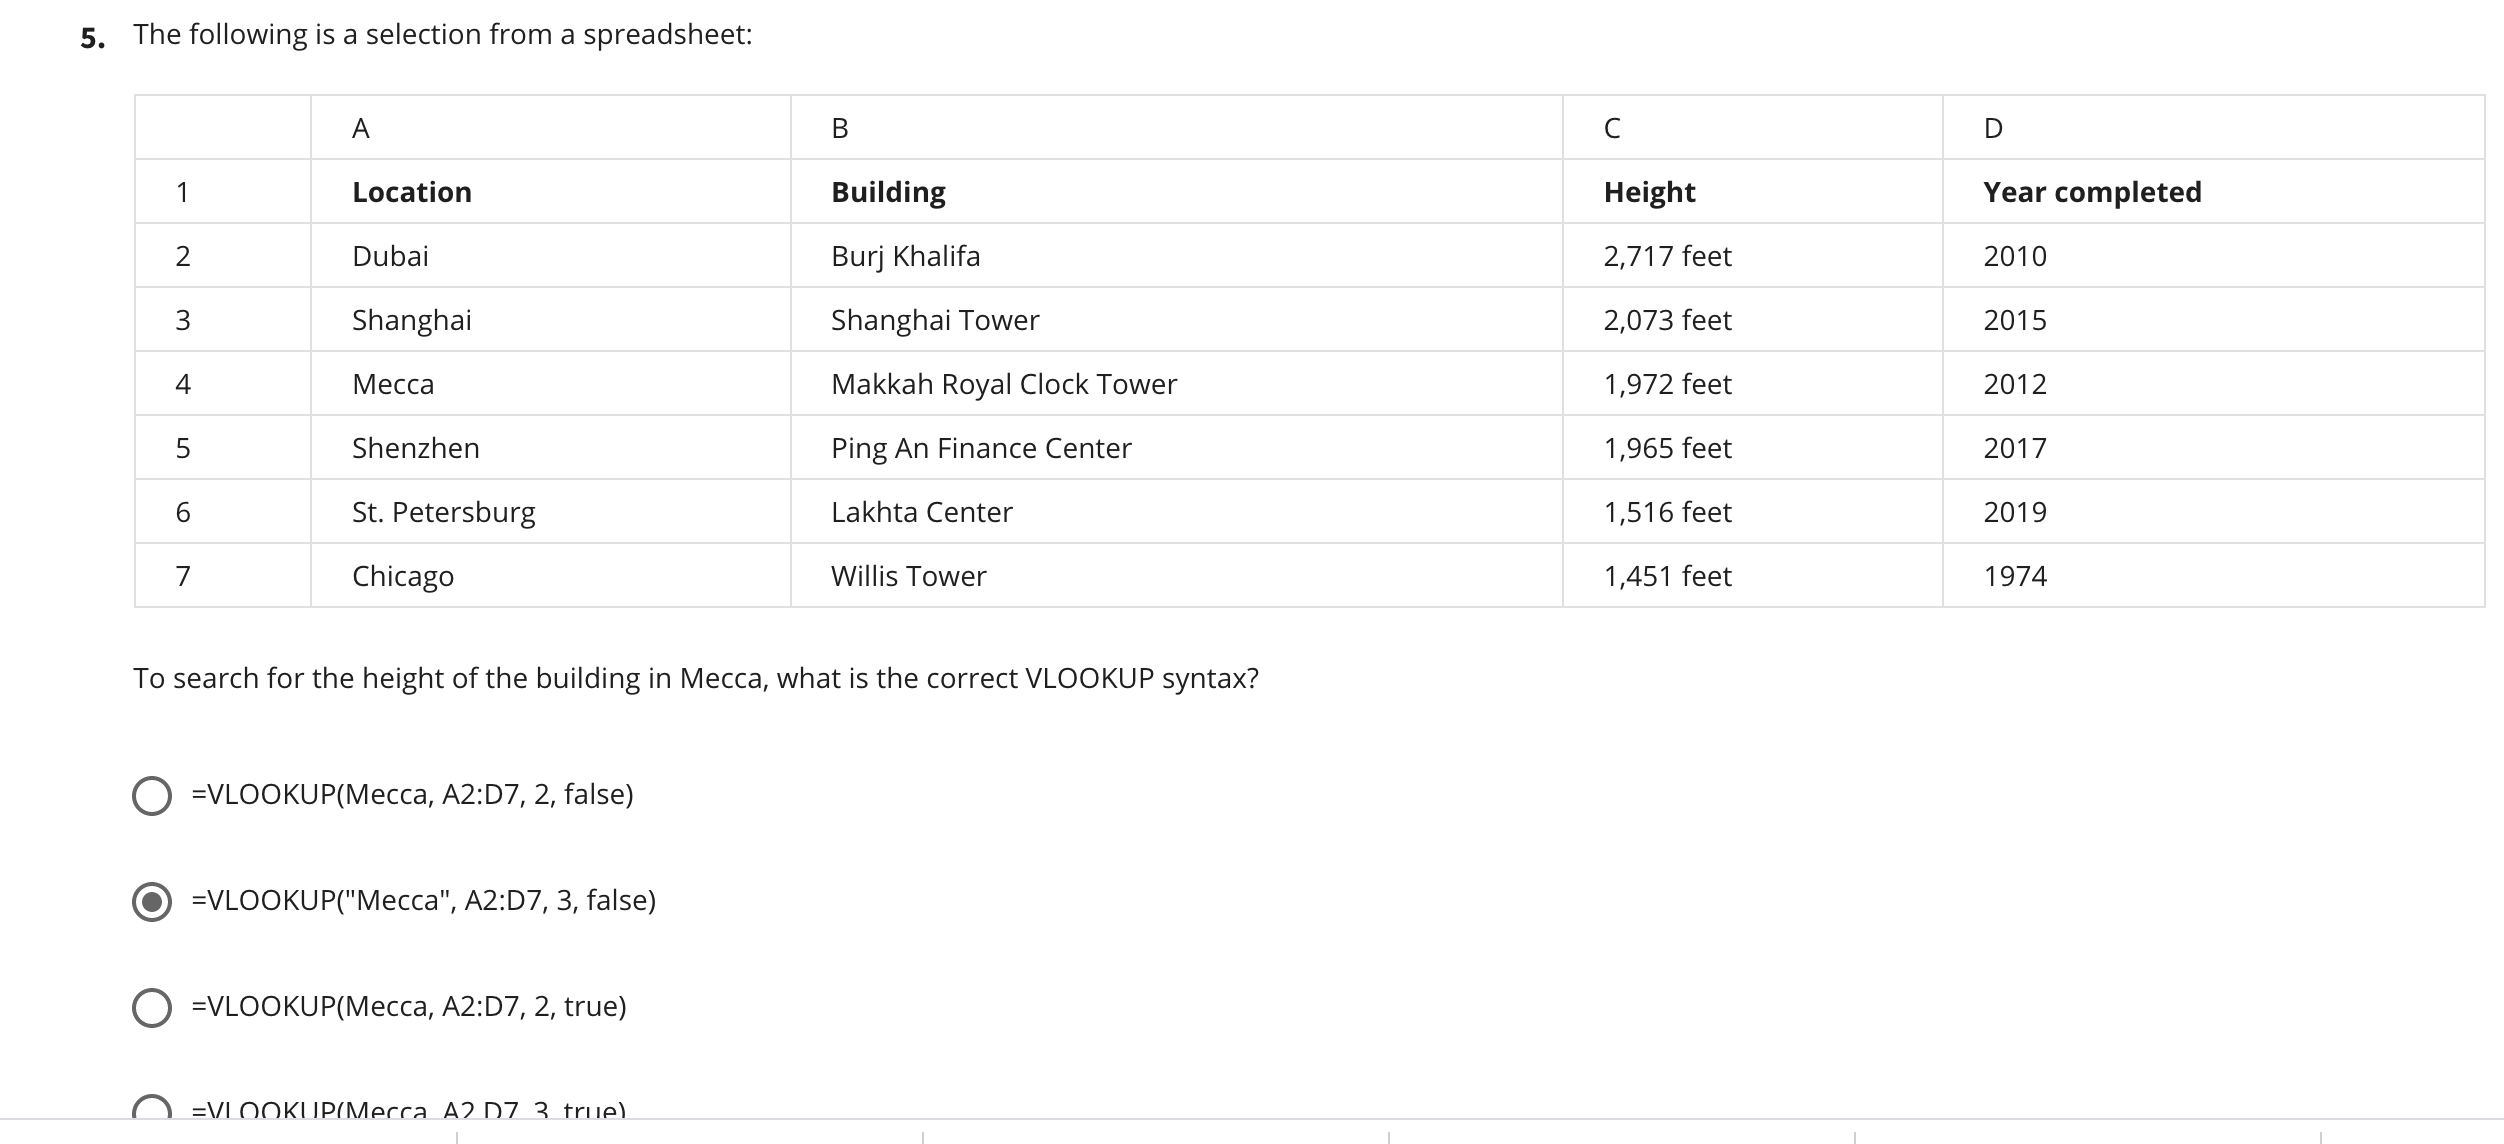 5. The following is a selection from a spreadsheet:
A B C D
1 Location Building Height Year completed
2 Dubai Burj Khalifa 2,717 feet 2010
3 Shanghai Shanghai Tower 2,073 feet 2015
4 Mecca Makkah Royal Clock Tower 1,972 feet 2012
5 Shenzhen Ping An Finance Center 1,965 feet 2017
6 St. Petersburg Lakhta Center 1,516 feet 2019
7 Chicago Willis Tower 1,451 feet 1974
To search for the height of the building in Mecca, what is the correct VLOOKUP syntax?
=VLOOKUP(Mecca, A2:D7, 2, false)
=VLOOKUP("Mecca", A2:D7, 3, false)
=VLOOKUP(Mecca, A2:D7, 2, true)
=VLOOKUP(Mecca, A2 D7, 3, true)